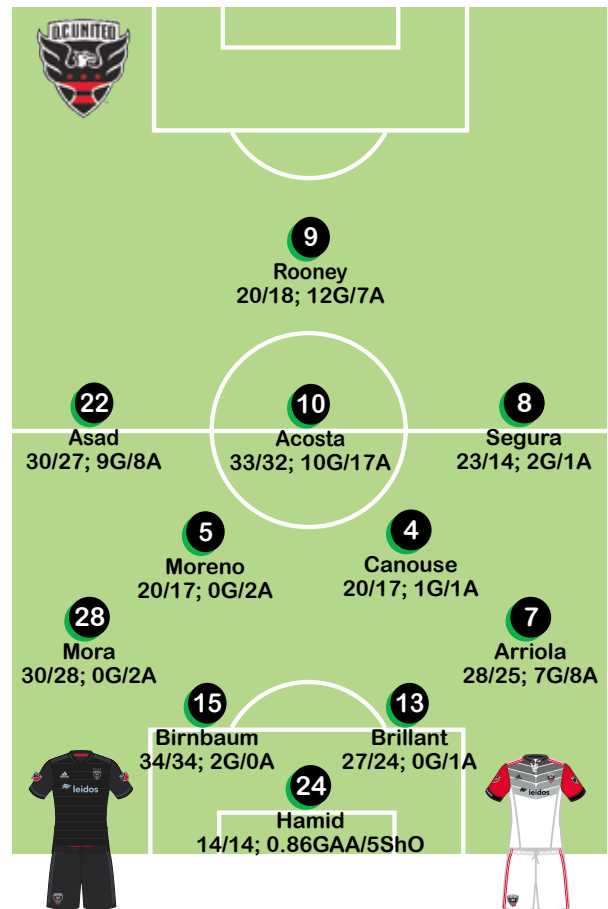 D.C.UNITED
9
Rooney
20/18; 12G/7A
22
Asad
30/27; 9G/8A
10
Acosta
33/32; 10G/17A
8
Segura
23/14; 2G/1A
5
Moreno
20/17; 0G/2A
4
Canouse
20/17; 1G/1A
28
Mora
30/28; 0G/2A
7
Arriola
28/25; 7G/8A
15
Birnbaum
34/34; 2G/0A
13
Brillant
27/24; 0G/1A
24
Hamid
14/14; 0.86GAA/5ShO
leidos
leidos